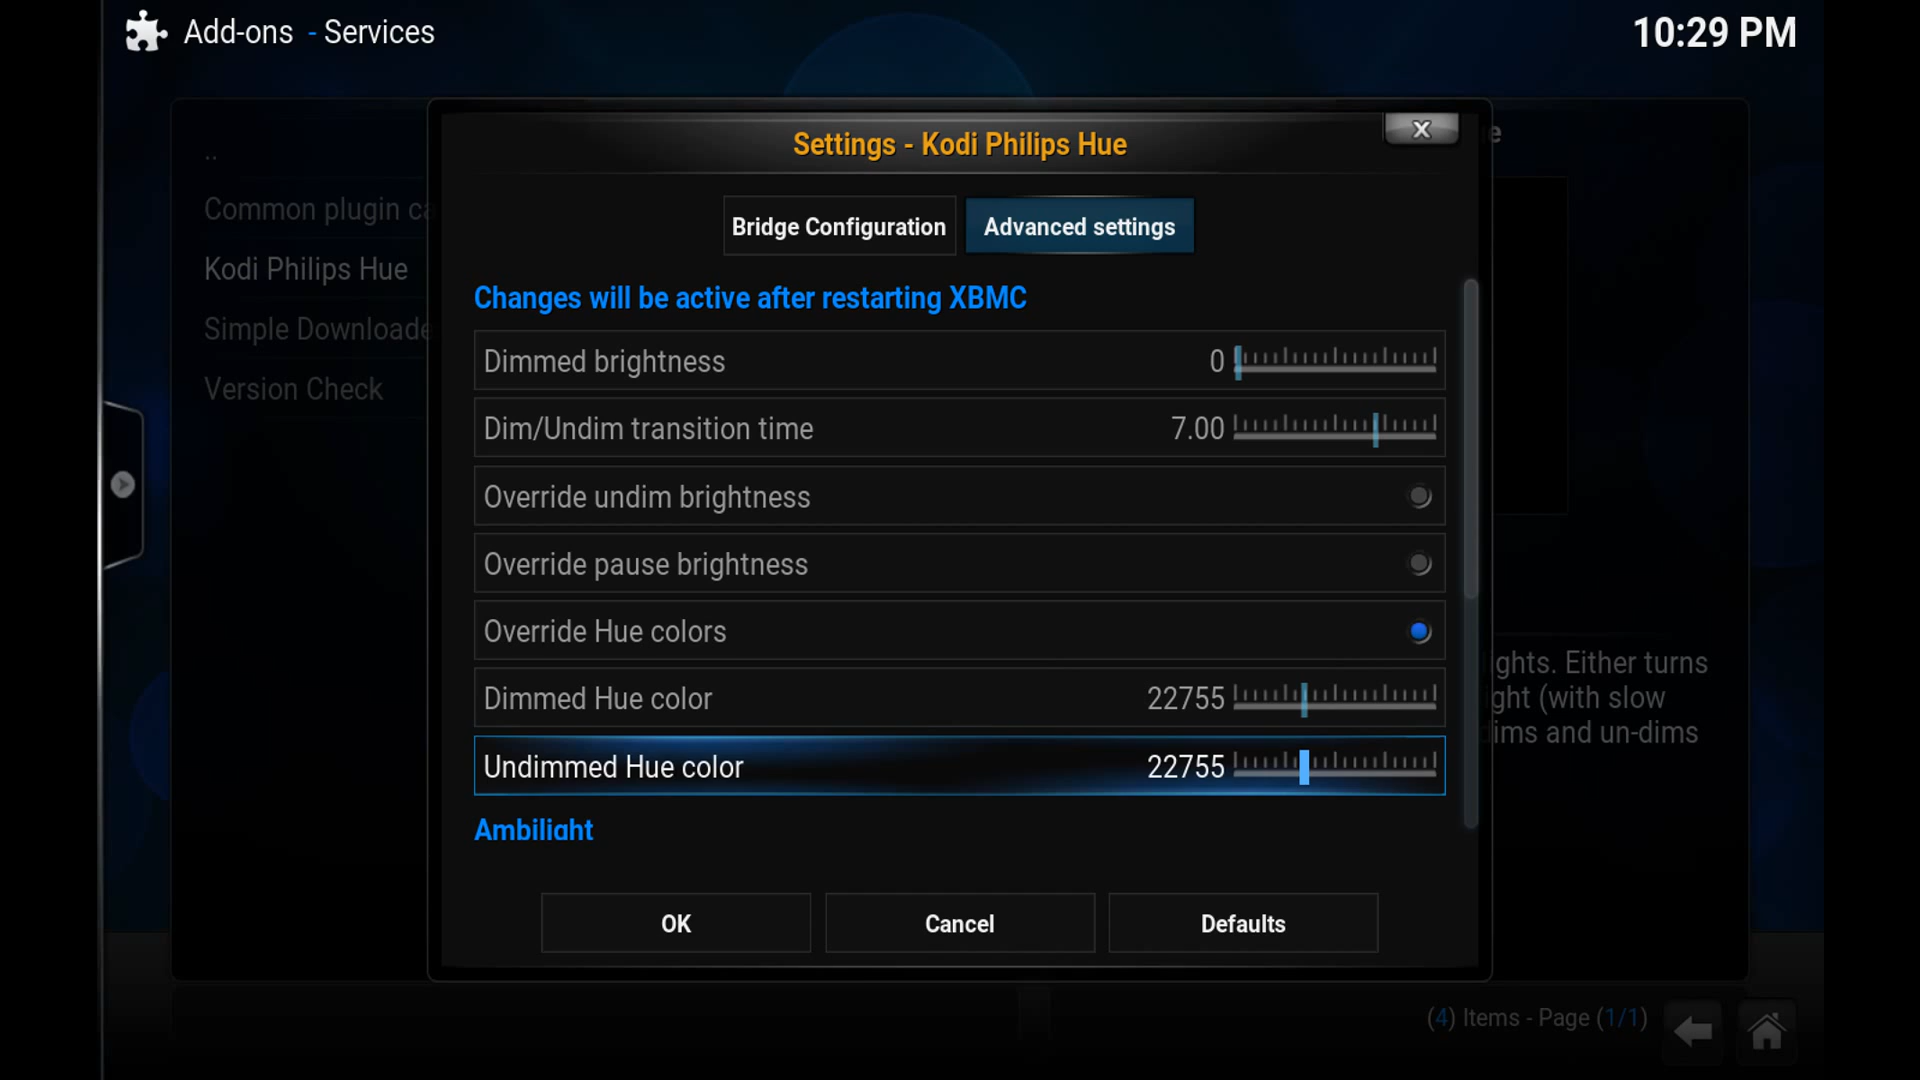 Add-ons - Services
10:29 PM
Settings - Kodi Philips Hue
X
e
Bridge Configuration
Advanced settings
..
Common plugin ca
Kodi Philips Hue
Simple Downloade
Version Check
Changes will be active after restarting XBMC
Dimmed brightness 0
Dim/Undim transition time 7.00
Override undim brightness
Override pause brightness
Override Hue colors
Dimmed Hue color 22755
Undimmed Hue color 22755
Ambilight
ights. Either turns
ght (with slow
dims and un-dims
OK
Cancel
Defaults
(4) Items - Page (1/1)